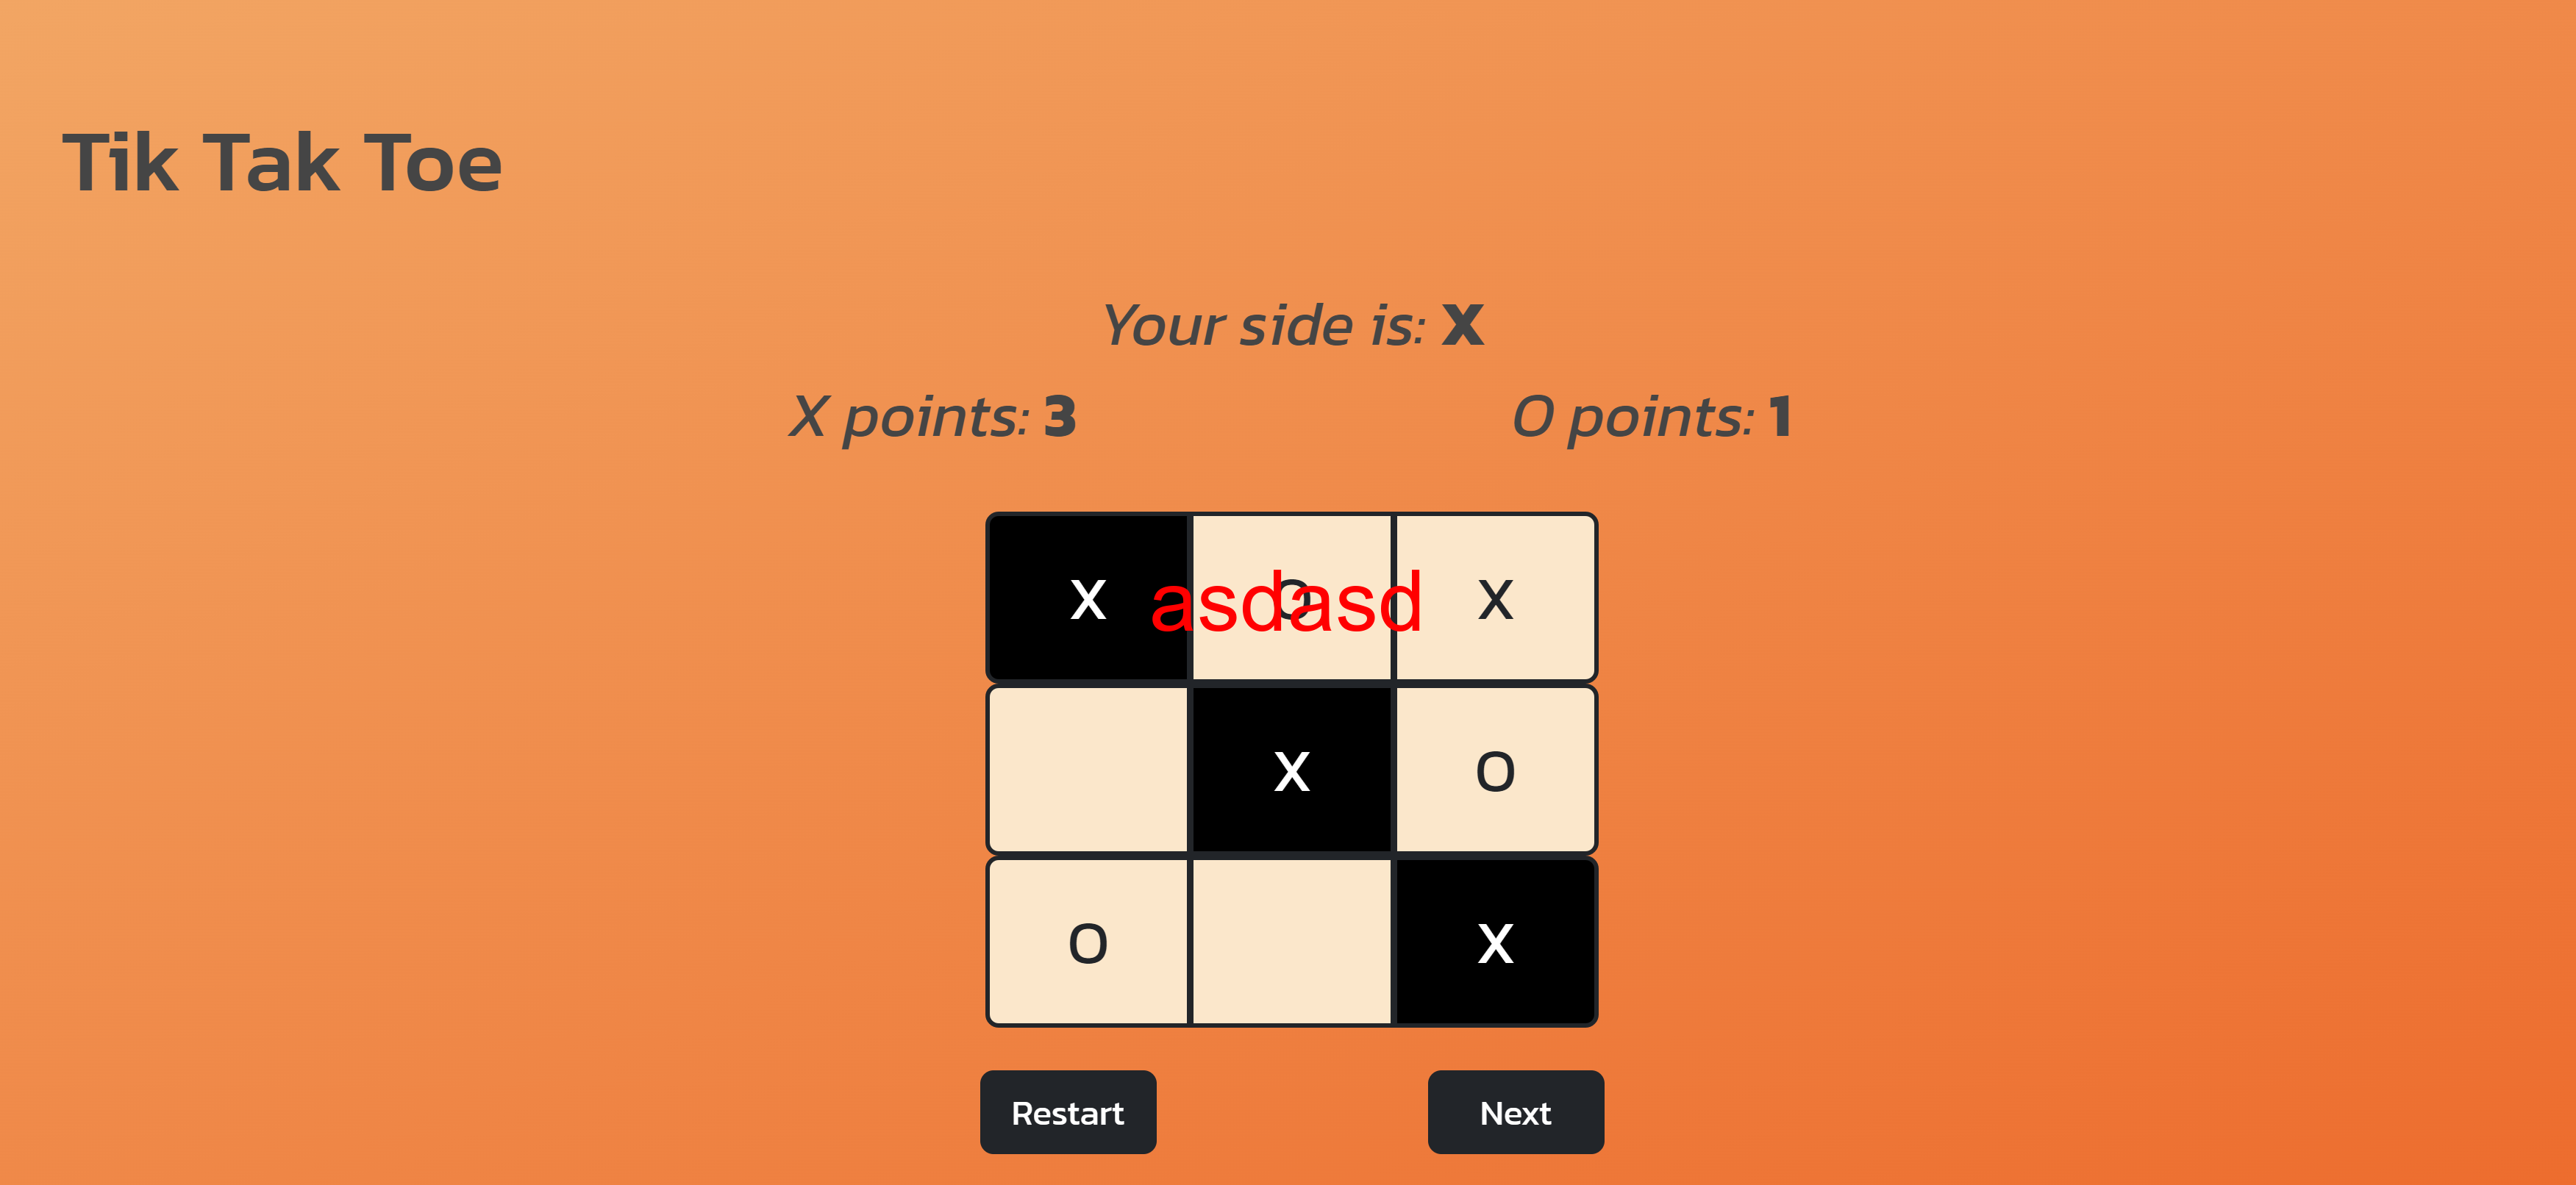 Tik Tak Toe
Your side is: X
X points: 3
O points: 1
X O X
asdasd
X O
O X
Restart
Next